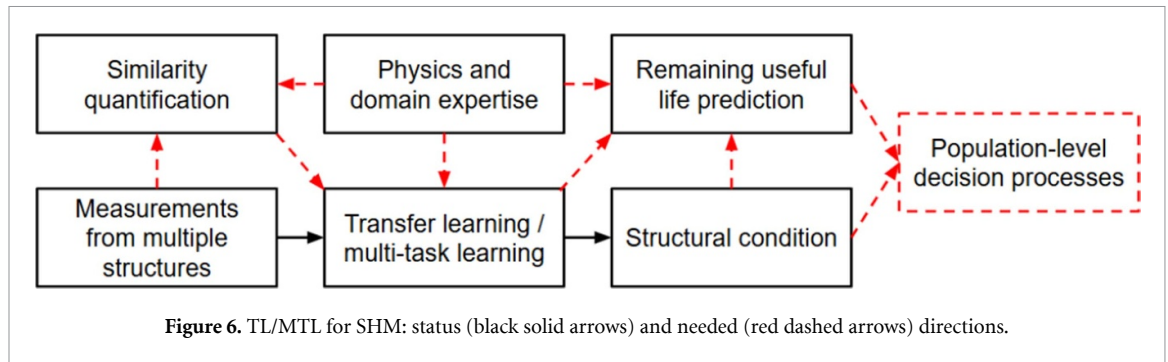 Similarity
quantification
Physics and
domain expertise
Remaining useful
life prediction
Population-level
decision processes
Measurements
from multiple
structures
Transfer learning /
multi-task learning
Structural condition
Figure 6. TL/MTL for SHM: status (black solid arrows) and needed (red dashed arrows) directions.